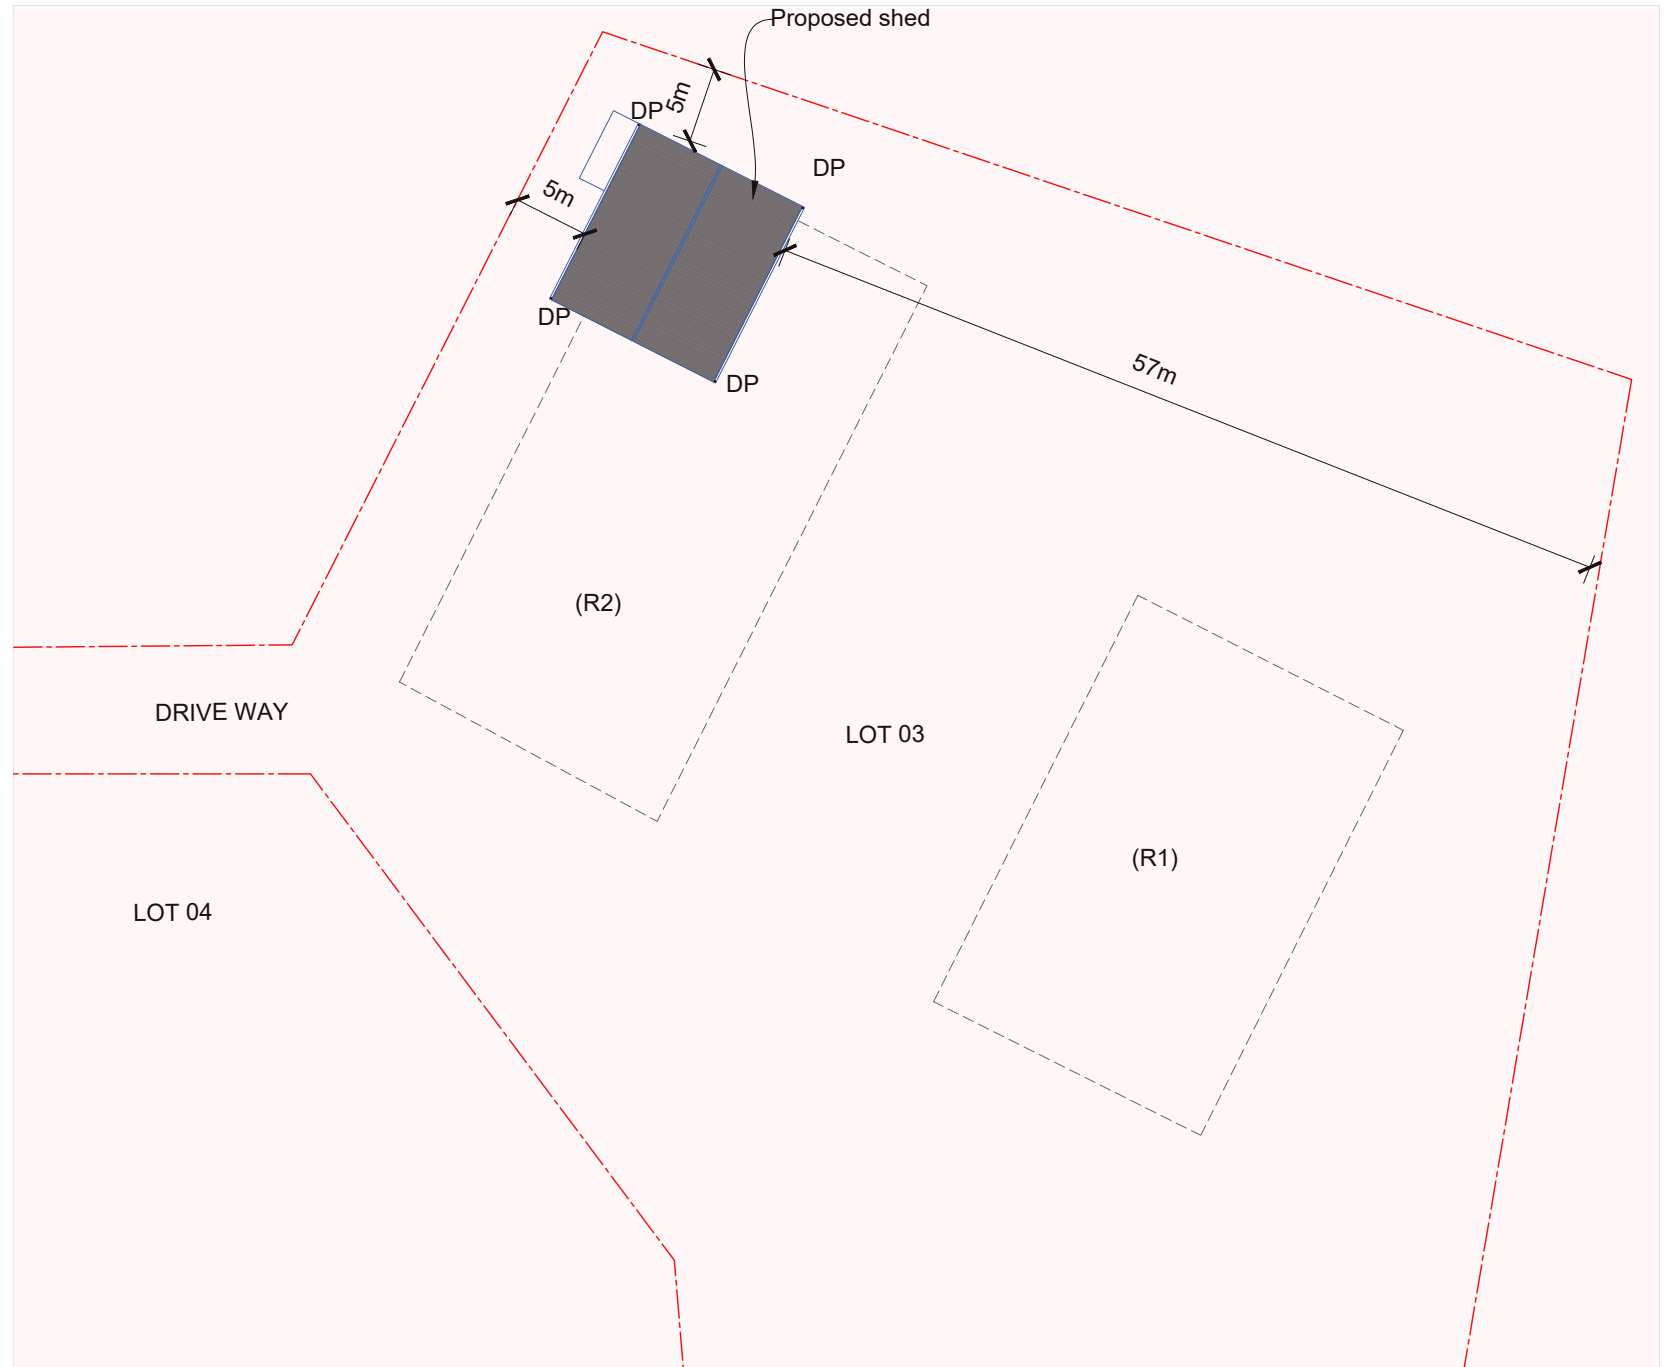 Proposed shed
5m
DP
DP
5m
DP
57m
DP
(R2)
DRIVE WAY
LOT 03
(R1)
LOT 04